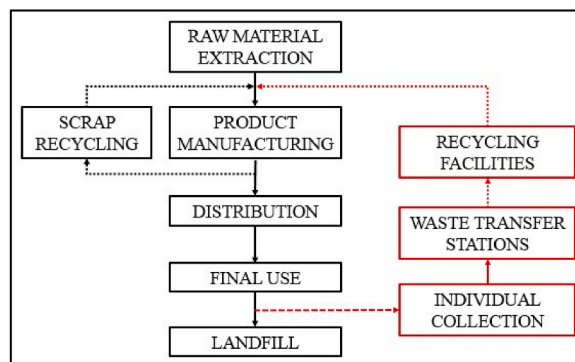 RAW MATERIAL
EXTRACTION
SCRAP
RECYCLING
PRODUCT
MANUFACTURING
RECYCLING
FACILITIES
DISTRIBUTION
WASTE TRANSFER
STATIONS
FINAL USE
INDIVIDUAL
COLLECTION
LANDFILL